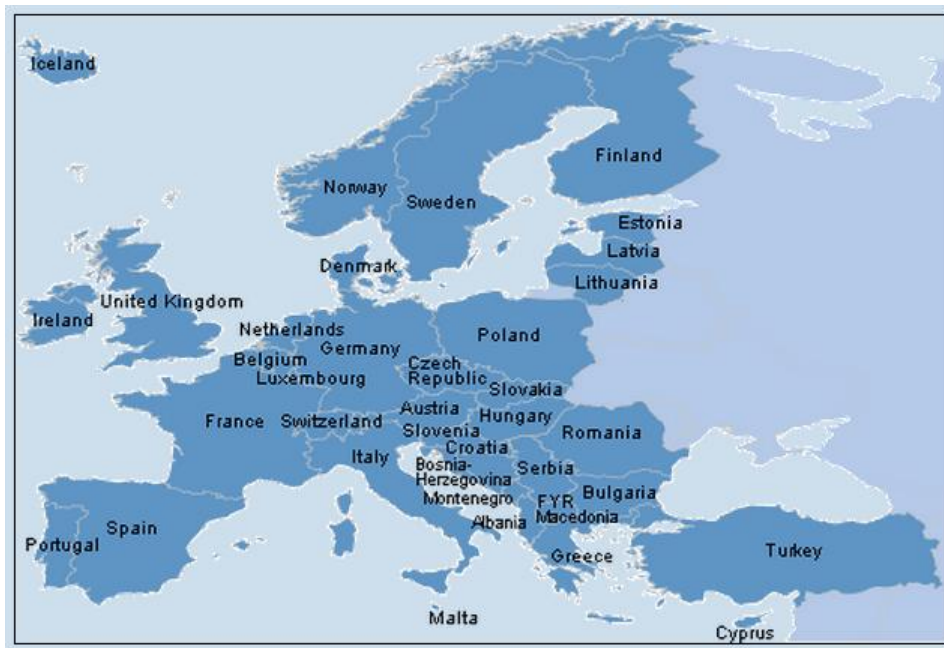 Iceland
Finland
Norway
Sweden
Estonia
Latvia
Denmark
Lithuania
United Kingdom
Ireland
Netherlands
Poland
Germany
Belgium
Czech
Republic
Luxembourg
Slovakia
Austria
Hungary
France
Switzerland
Slovenia
Romania
Croatia
Italy
Bosnia-
Herzegovina
Serbia
Montenegro
Bulgaria
FYR
Macedonia
Albania
Spain
Portugal
Greece
Turkey
Malta
Cyprus